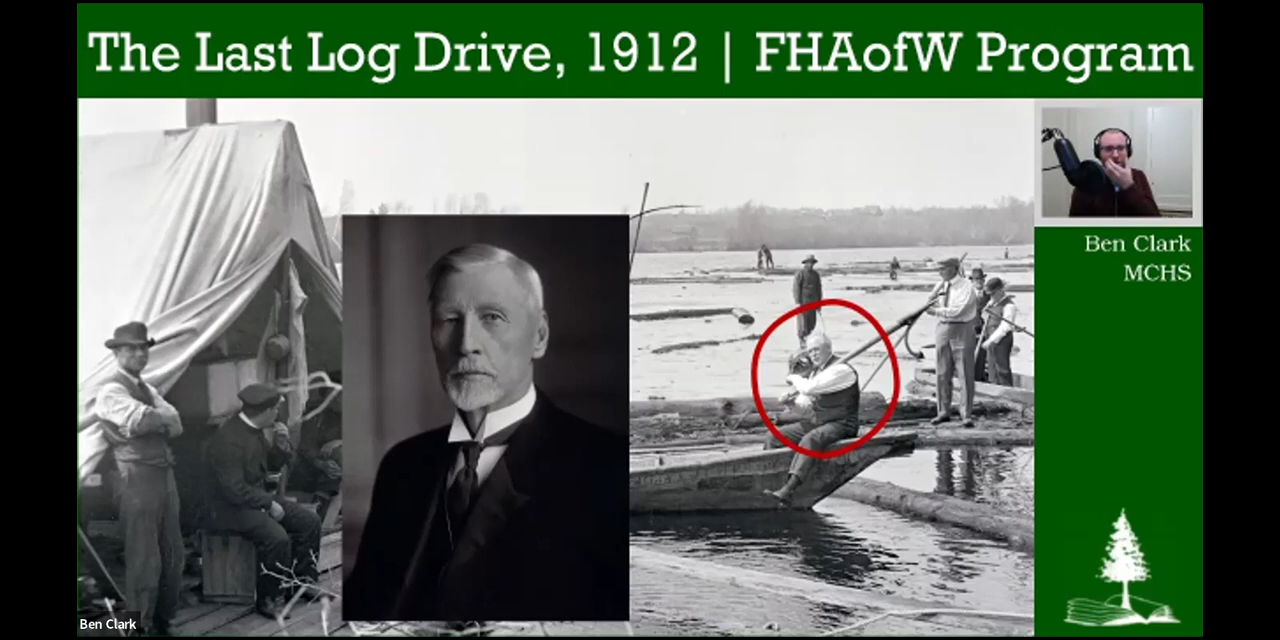 The Last Log Drive, 1912 | FHAofW Program
Ben Clark
MCHS
Ben Clark